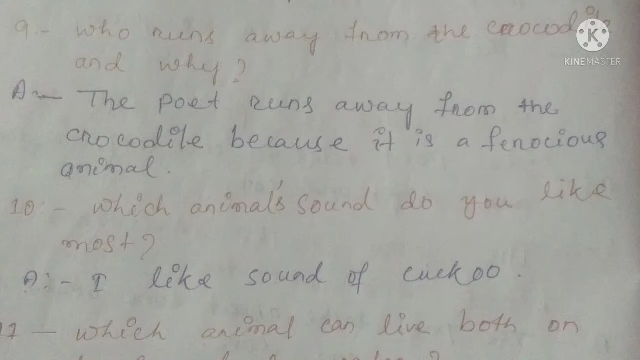 9.- who runs away from the crocodile
and why?
A:- The poet runs away from the
crocodile because it is a ferocious
animal.
10:- which animal's sound do you like
most?
A:- I like sound of cuckoo.
11 - which animal can live both on
KINEMASTER